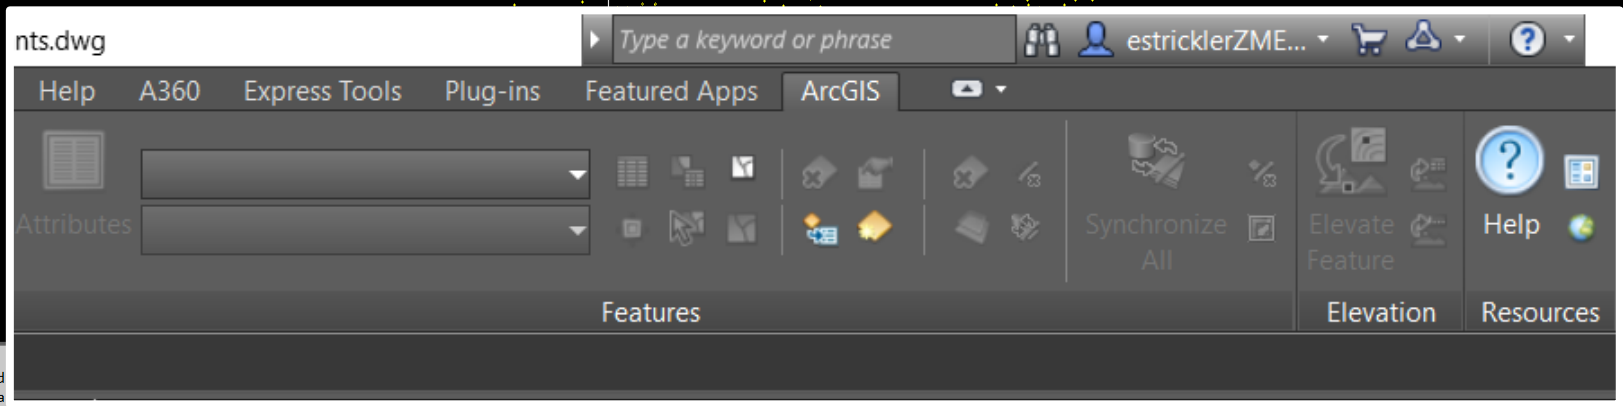 nts.dwg
Type a keyword or phrase
estricklerZME...
Help A360 Express Tools Plug-ins Featured Apps ArcGIS
Attributes
Synchronize All
Elevate Feature
Help
Features Elevation Resources
d
a